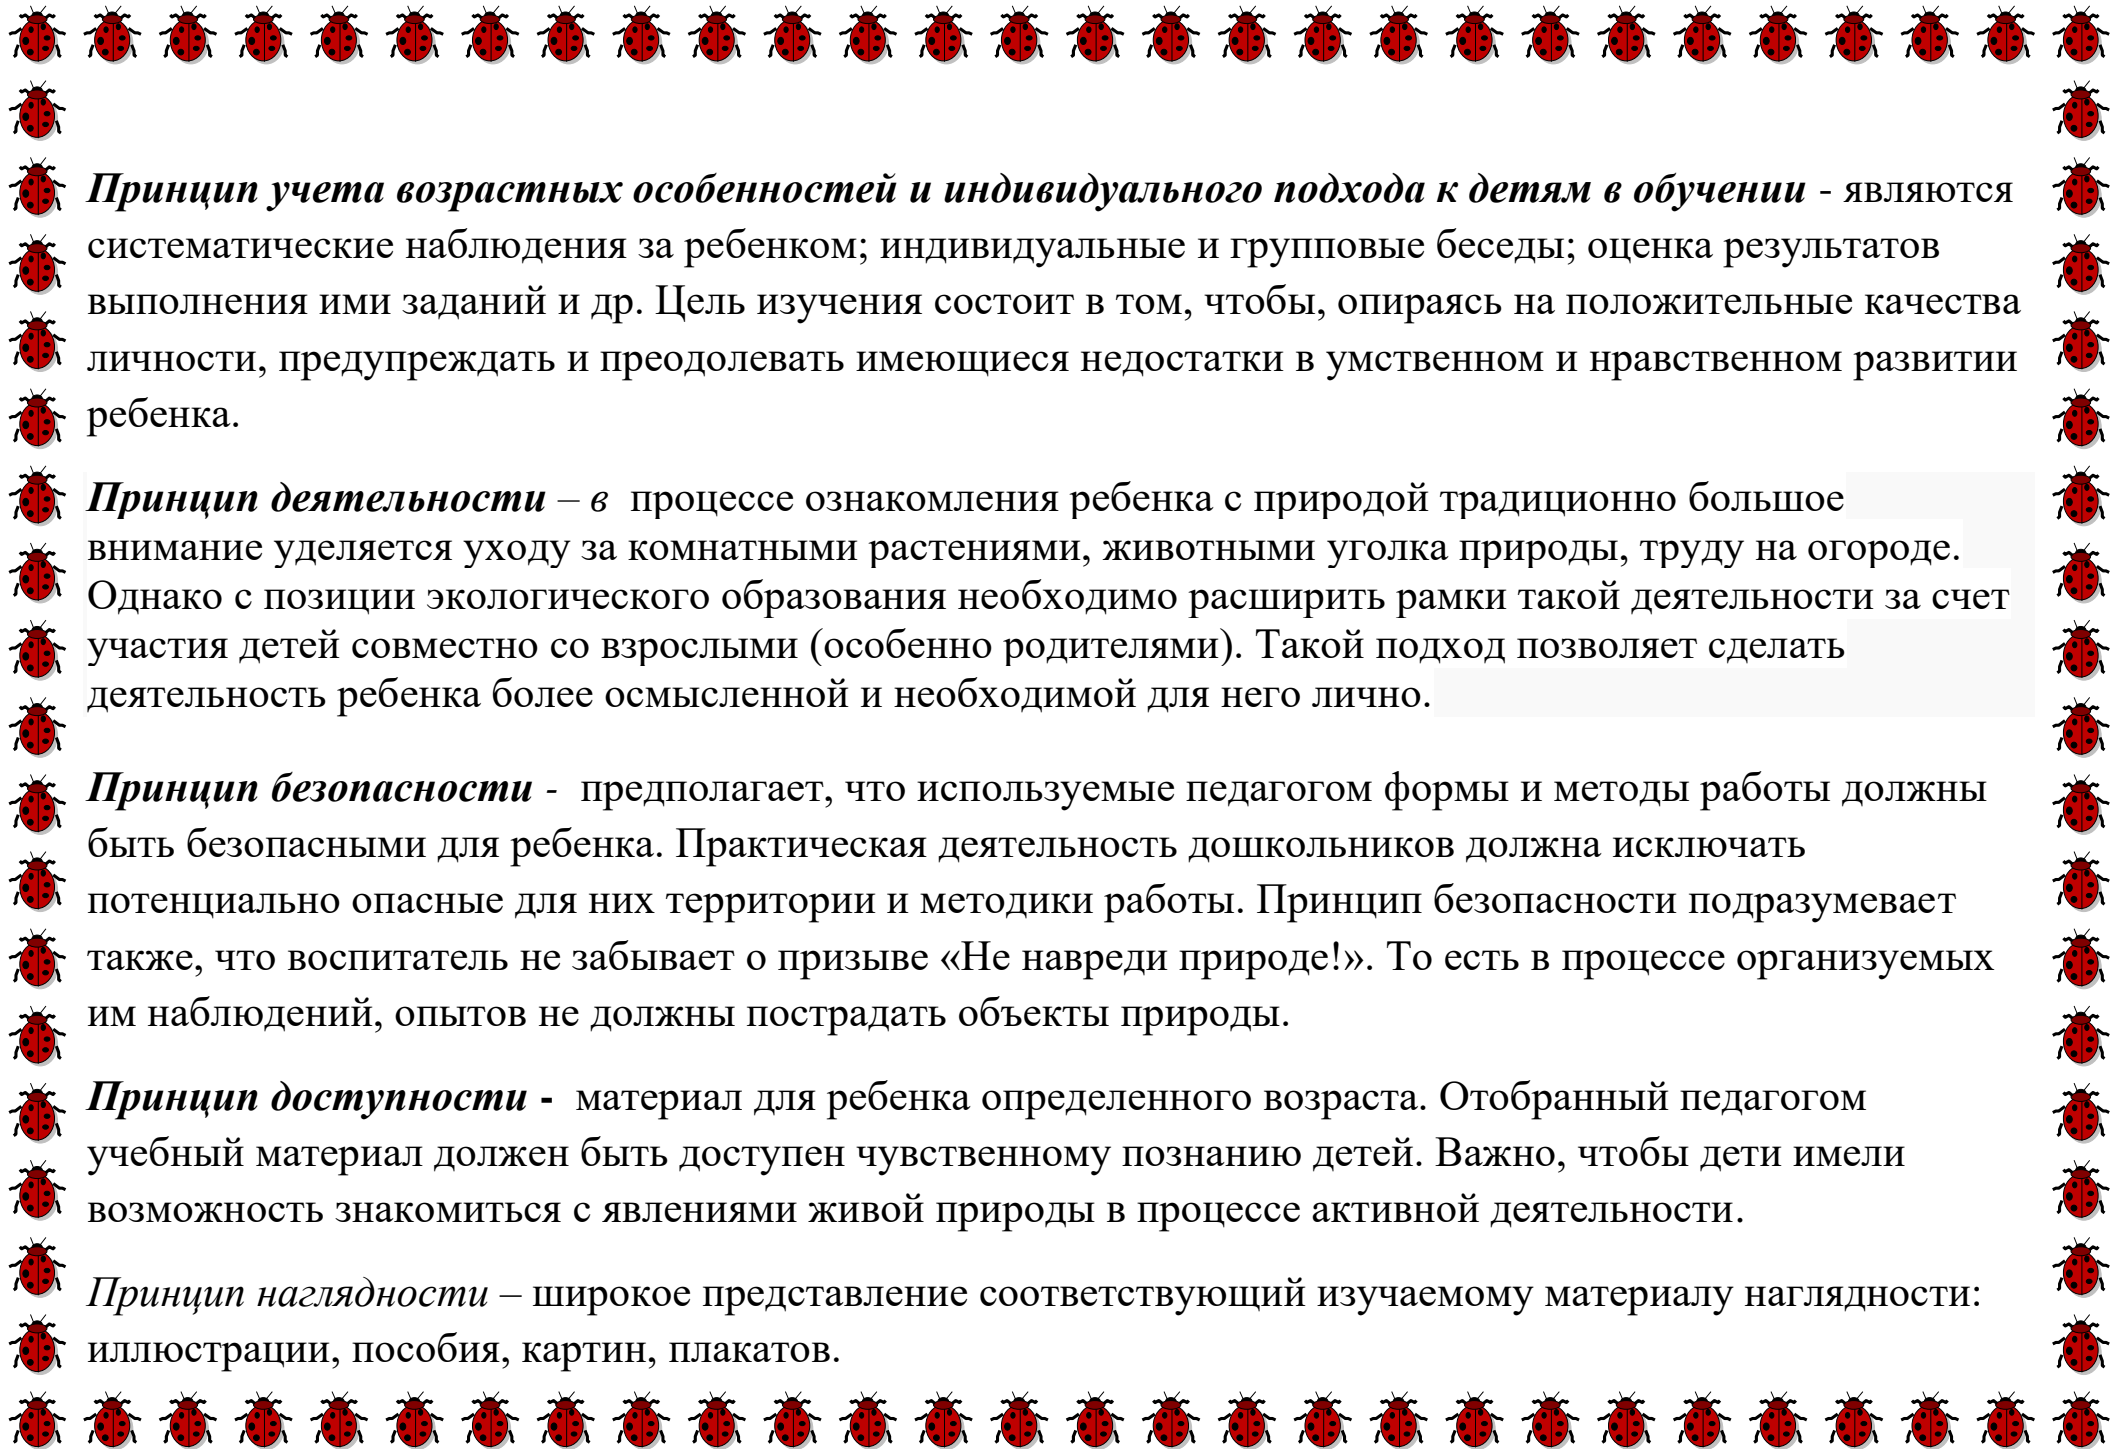 Принцип учета возрастных особенностей и индивидуального подхода к детям в обучении - являются
систематические наблюдения за ребенком; индивидуальные и групповые беседы; оценка результатов
выполнения ими заданий и др. Цель изучения состоит в том, чтобы, опираясь на положительные качества
личности, предупреждать и преодолевать имеющиеся недостатки в умственном и нравственном развитии
ребенка.
Принцип деятельности – в процессе ознакомления ребенка с природой традиционно большое
внимание уделяется уходу за комнатными растениями, животными уголка природы, труду на огороде.
Однако с позиции экологического образования необходимо расширить рамки такой деятельности за счет
участия детей совместно со взрослыми (особенно родителями). Такой подход позволяет сделать
деятельность ребенка более осмысленной и необходимой для него лично.
Принцип безопасности - предполагает, что используемые педагогом формы и методы работы должны
быть безопасными для ребенка. Практическая деятельность дошкольников должна исключать
потенциально опасные для них территории и методики работы. Принцип безопасности подразумевает
также, что воспитатель не забывает о призыве «Не навреди природе!». То есть в процессе организуемых
им наблюдений, опытов не должны пострадать объекты природы.
Принцип доступности - материал для ребенка определенного возраста. Отобранный педагогом
учебный материал должен быть доступен чувственному познанию детей. Важно, чтобы дети имели
возможность знакомиться с явлениями живой природы в процессе активной деятельности.
Принцип наглядности – широкое представление соответствующий изучаемому материалу наглядности:
иллюстрации, пособия, картин, плакатов.